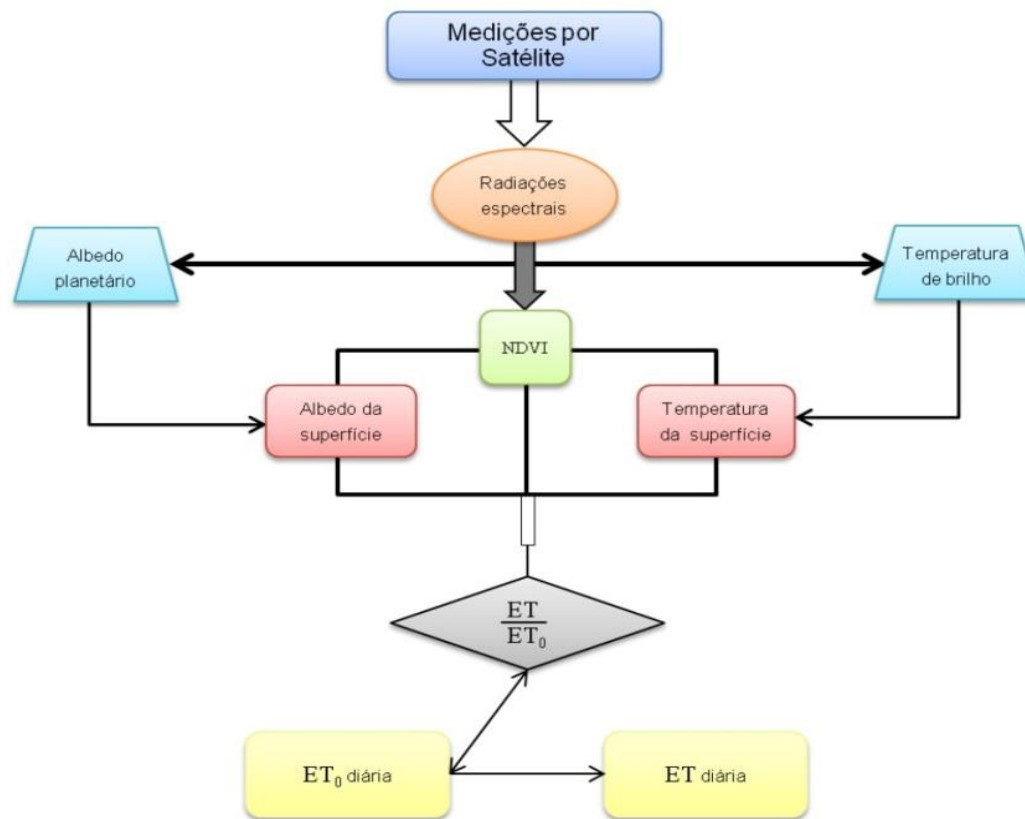 Medições por
Satélite
Radiações
espectrais
Albedo
planetário
Temperatura
de brilho
NDVI
Albedo da
superfície
Temperatura
da superfície
ET
ET₀
ET₀ diária
ET diária